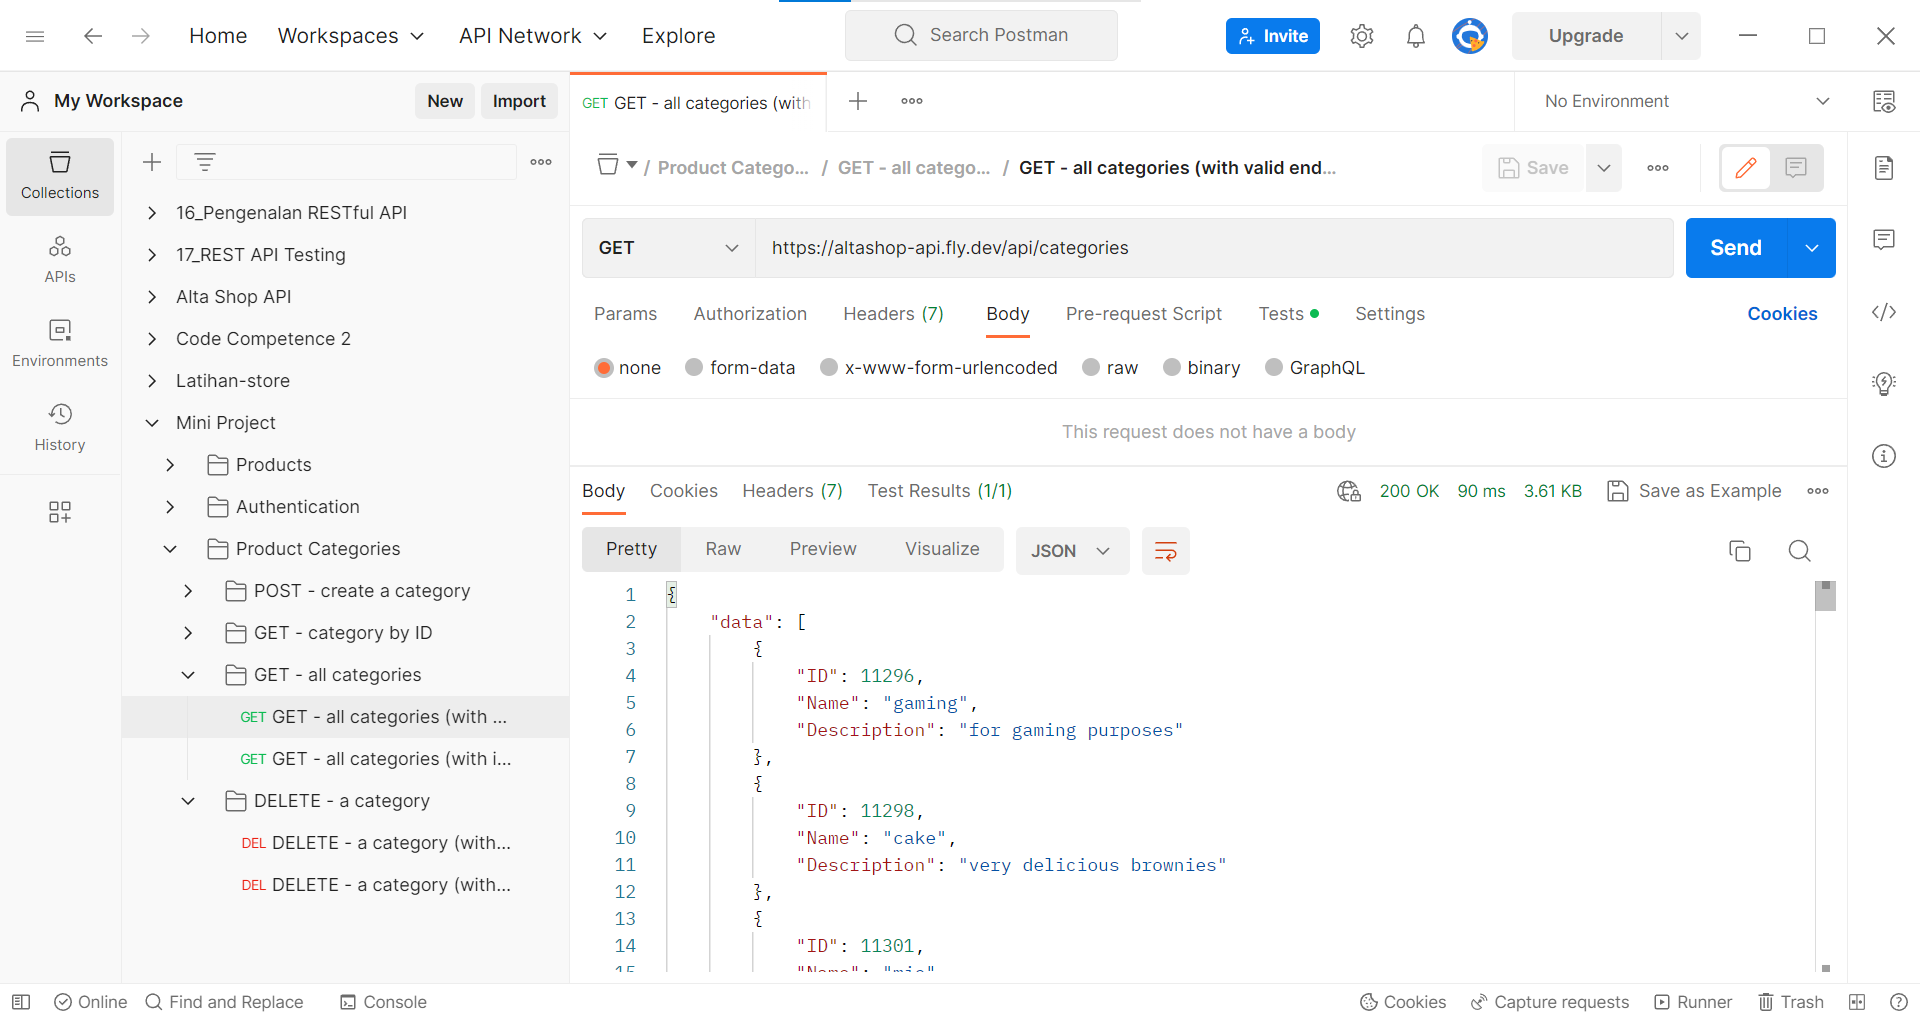 Home Workspaces API Network Explore Search Postman Invite Upgrade
My Workspace New Import
GET GET - all categories (with
No Environment
Collections
APIs
Environments
History
16_Pengenalan RESTful API
17_REST API Testing
Alta Shop API
Code Competence 2
Latihan-store
Mini Project
Products
Authentication
Product Categories
POST - create a category
GET - category by ID
GET - all categories
GET GET - all categories (with ...
GET GET - all categories (with i...
DELETE - a category
DEL DELETE - a category (with...
DEL DELETE - a category (with...
/ Product Catego... / GET - all catego... / GET - all categories (with valid end... Save
GET https://altashop-api.fly.dev/api/categories Send
Params Authorization Headers (7) Body Pre-request Script Tests Settings Cookies
none form-data x-www-form-urlencoded raw binary GraphQL
This request does not have a body
Body Cookies Headers (7) Test Results (1/1) 200 OK 90 ms 3.61 KB Save as Example
Pretty Raw Preview Visualize JSON
1 {
2 "data": [
3 {
4 "ID": 11296,
5 "Name": "gaming",
6 "Description": "for gaming purposes"
7 },
8 {
9 "ID": 11298,
10 "Name": "cake",
11 "Description": "very delicious brownies"
12 },
13 {
14 "ID": 11301,
15 "Name": "mie"
Online Find and Replace Console Cookies Capture requests Runner Trash